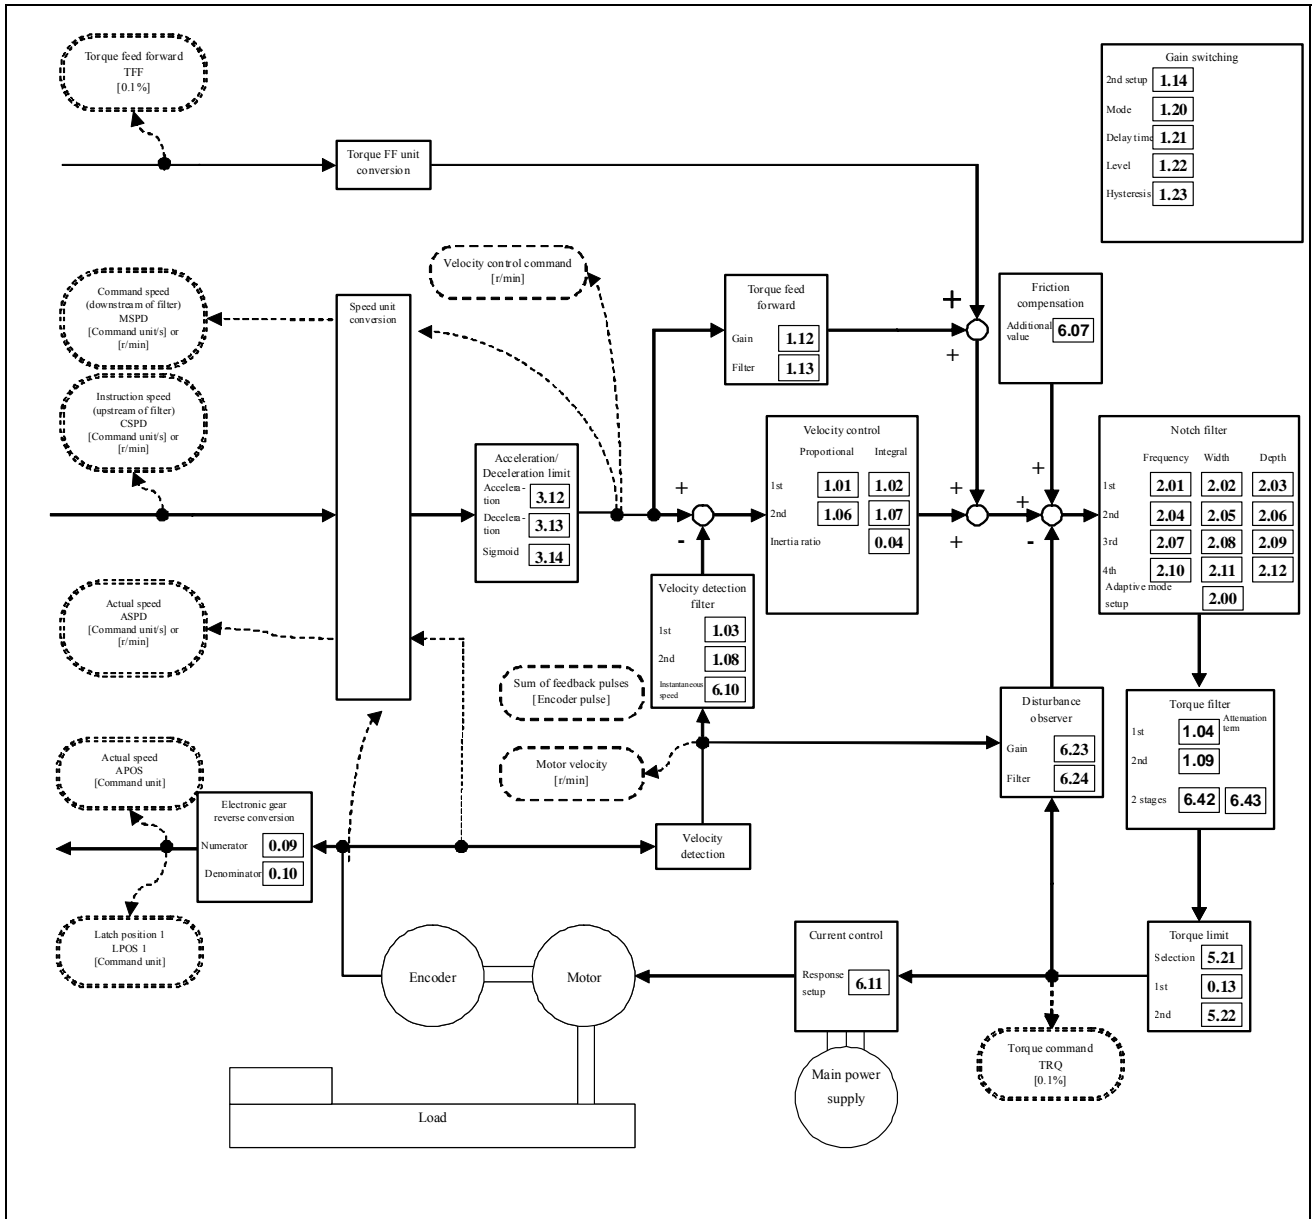 Torque feed forward
TFF
[0.1%]
Torque FF unit
conversion
Gain switching
2nd setup 1.14
Mode 1.20
Delay time 1.21
Level 1.22
Hysteresis 1.23
Command speed
(downstream of filter)
MSPD
[Command unit/s] or
[r/min]
Instruction speed
(upstream of filter)
CSPD
[Command unit/s] or
[r/min]
Actual speed
ASPD
[Command unit/s] or
[r/min]
Speed unit
conversion
Velocity control command
[r/min]
Acceleration/
Deceleration limit
Accelera-
tion 3.12
Decelera-
tion 3.13
Sigmoid 3.14
Torque feed
forward
Gain 1.12
Filter 1.13
+
+
Friction
compensation
Additional
value 6.07
+
-
Velocity control
Proportional Integral
1st 1.01 1.02
2nd 1.06 1.07
Inertia ratio 0.04
+
+
+
+
-
Notch filter
Frequency Width Depth
1st 2.01 2.02 2.03
2nd 2.04 2.05 2.06
3rd 2.07 2.08 2.09
4th 2.10 2.11 2.12
Adaptive mode
setup 2.00
Velocity detection
filter
1st 1.03
2nd 1.08
Instantaneous
speed 6.10
Sum of feedback pulses
[Encoder pulse]
Motor velocity
[r/min]
Disturbance
observer
Gain 6.23
Filter 6.24
Torque filter
1st 1.04 Attenuation
term
2nd 1.09
2 stages 6.42 6.43
Actual speed
APOS
[Command unit]
Electronic gear
reverse conversion
Numerator 0.09
Denominator 0.10
Velocity
detection
Latch position 1
LPOS 1
[Command unit]
Encoder
Motor
Current control
Response
setup 6.11
Torque limit
Selection 5.21
1st 0.13
2nd 5.22
Torque command
TRQ
[0.1%]
Main power
supply
Load